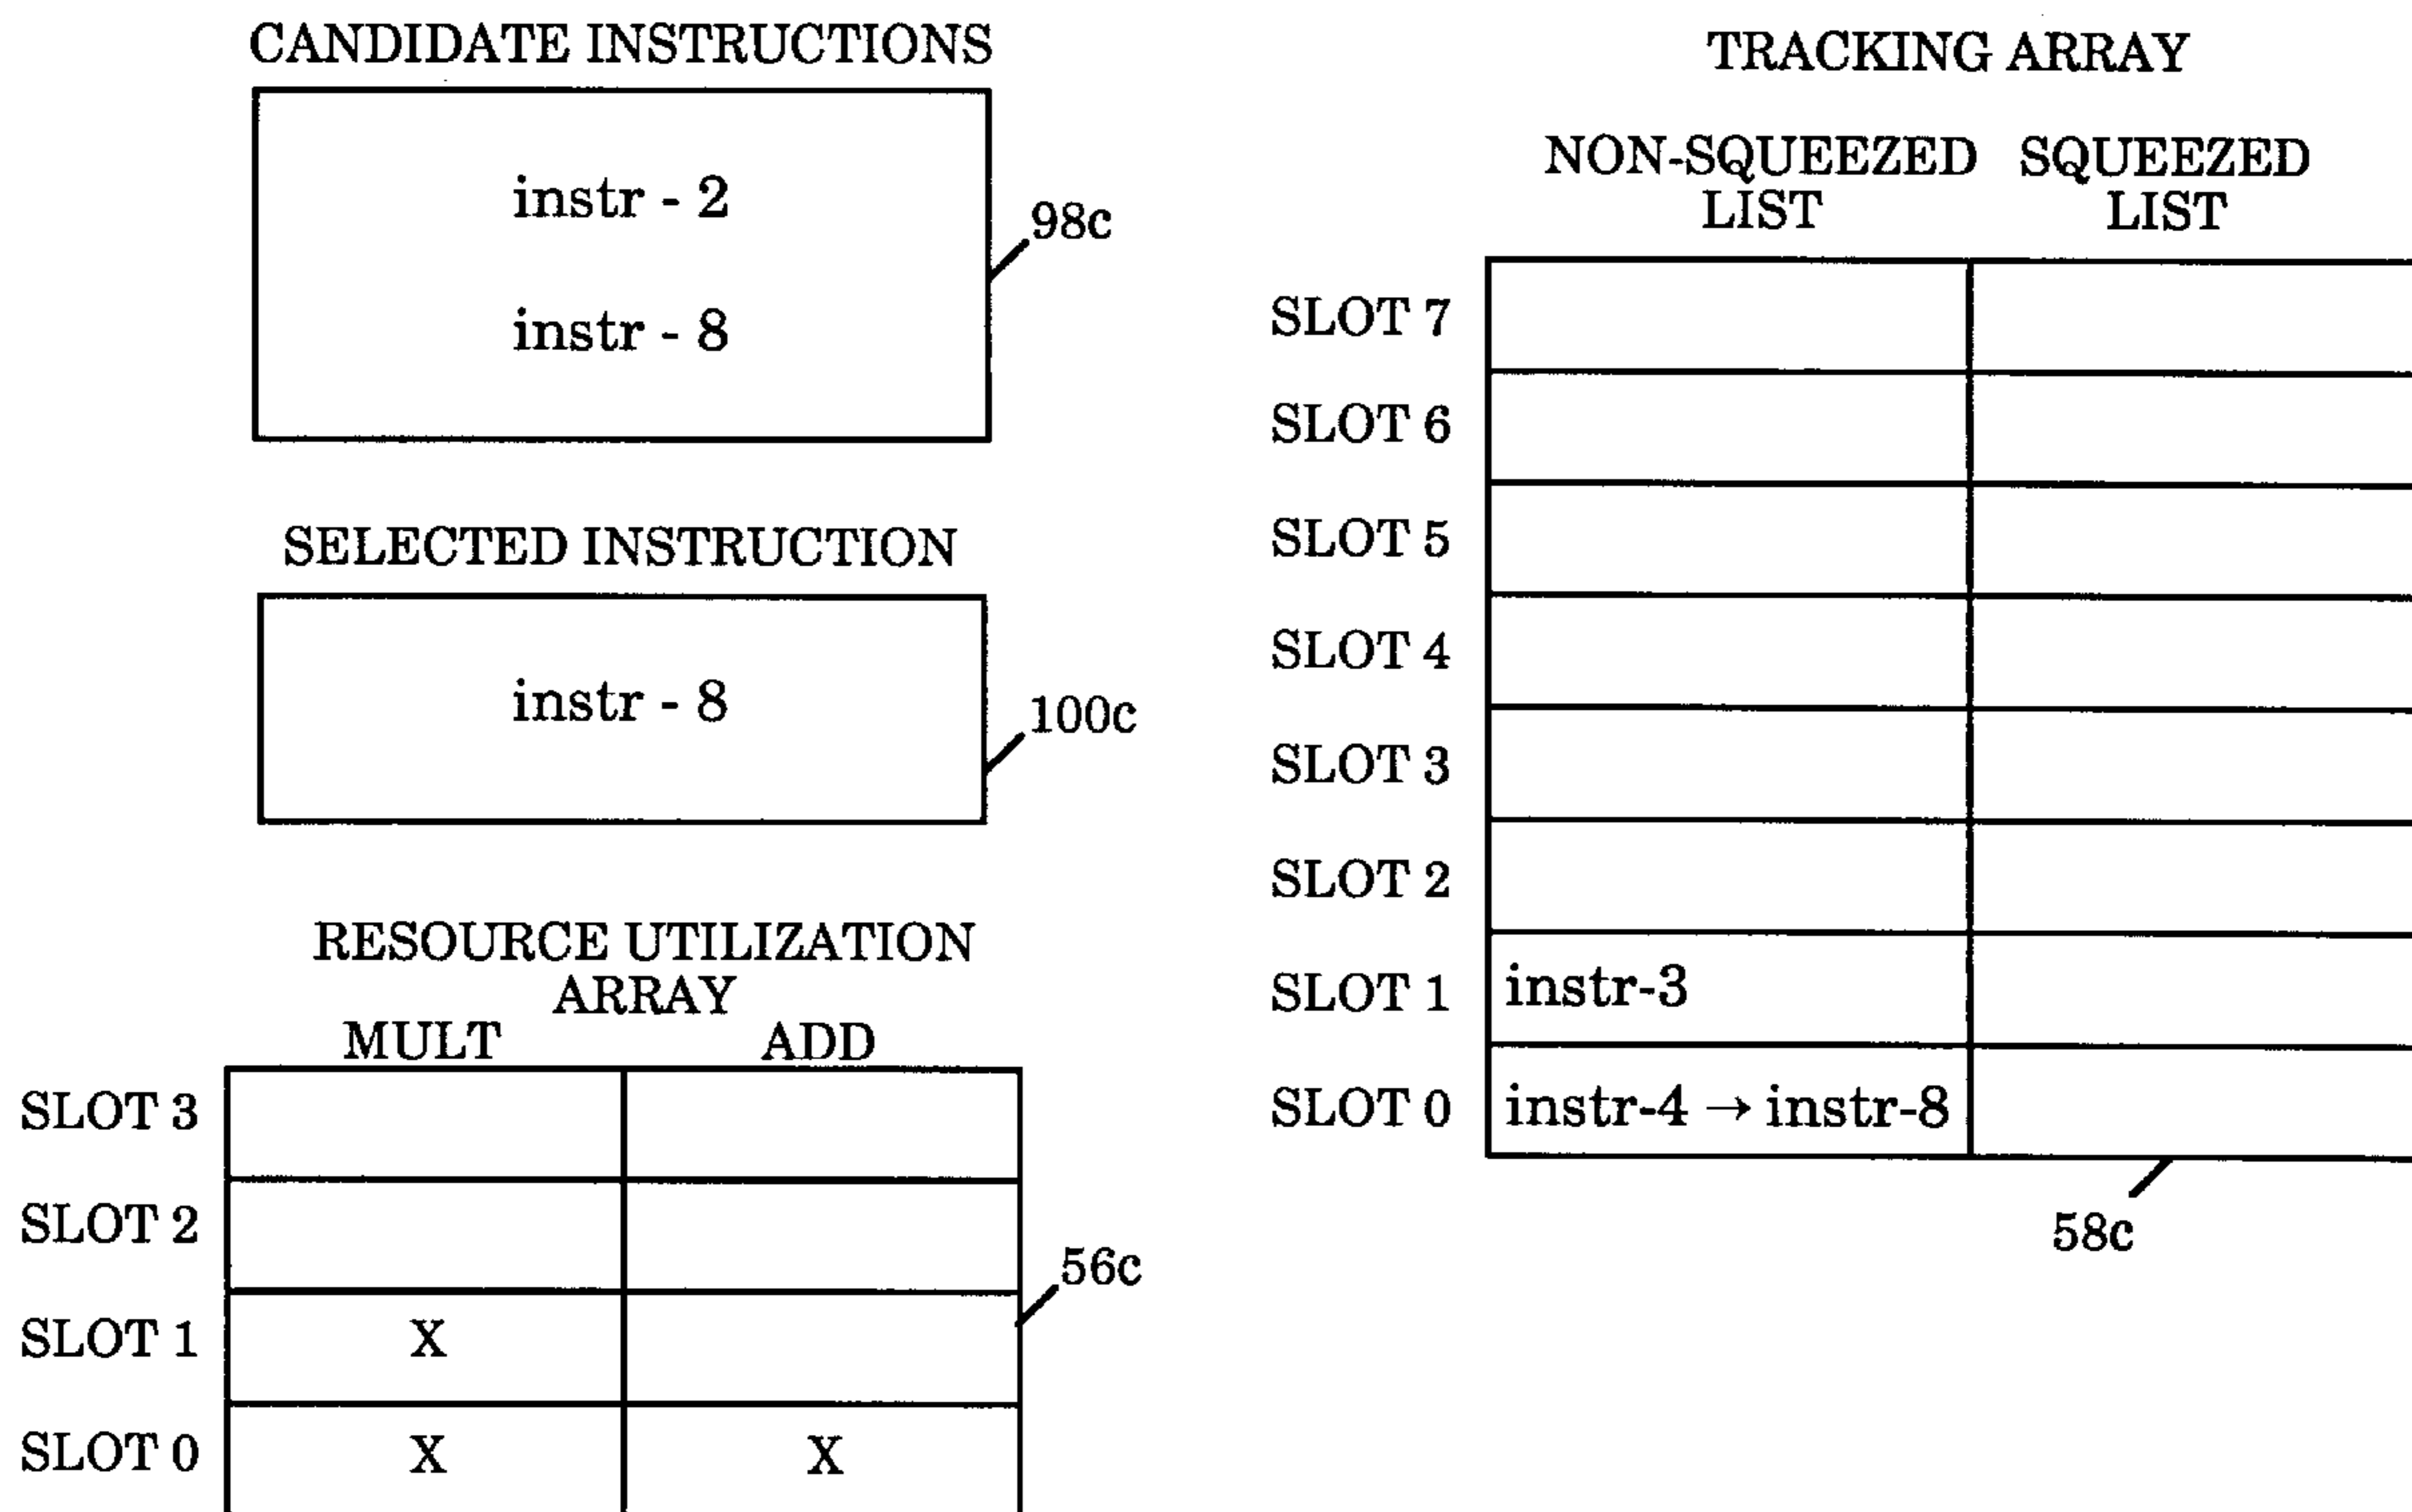 CANDIDATE INSTRUCTIONS
instr - 2
instr - 8
98c
SELECTED INSTRUCTION
instr - 8
100c
RESOURCE UTILIZATION
ARRAY
MULT ADD
SLOT 3
SLOT 2
SLOT 1 X
SLOT 0 X X
56c
TRACKING ARRAY
NON-SQUEEZED SQUEEZED
LIST LIST
SLOT 7
SLOT 6
SLOT 5
SLOT 4
SLOT 3
SLOT 2
SLOT 1 instr-3
SLOT 0 instr-4 → instr-8
58c